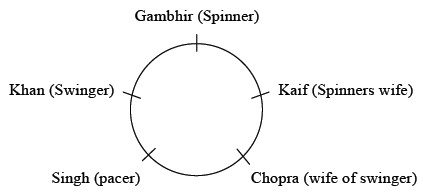 Gambhir (Spinner)
Khan (Swinger)
Kaif (Spinners wife)
Singh (pacer)
Chopra (wife of swinger)